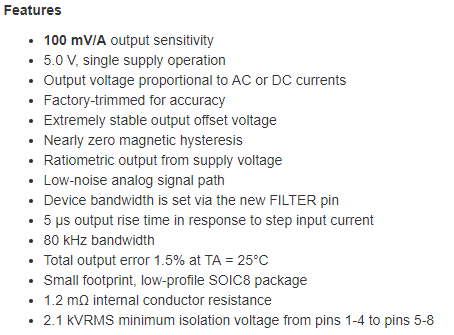 Features
• 100 mV/A output sensitivity
• 5.0 V, single supply operation
• Output voltage proportional to AC or DC currents
• Factory-trimmed for accuracy
• Extremely stable output offset voltage
• Nearly zero magnetic hysteresis
• Ratiometric output from supply voltage
• Low-noise analog signal path
• Device bandwidth is set via the new FILTER pin
• 5 µs output rise time in response to step input current
• 80 kHz bandwidth
• Total output error 1.5% at TA = 25°C
• Small footprint, low-profile SOIC8 package
• 1.2 mΩ internal conductor resistance
• 2.1 kVRMS minimum isolation voltage from pins 1-4 to pins 5-8